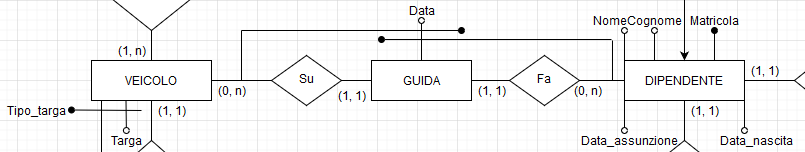 Data
NomeCognome
Matricola
(1, n)
VEICOLO
Su
GUIDA
Fa
DIPENDENTE
(1, 1)
(0, n)
(1, 1)
(1, 1)
(0, n)
Tipo_targa
(1, 1)
(1, 1)
Targa
Data_assunzione
Data_nascita